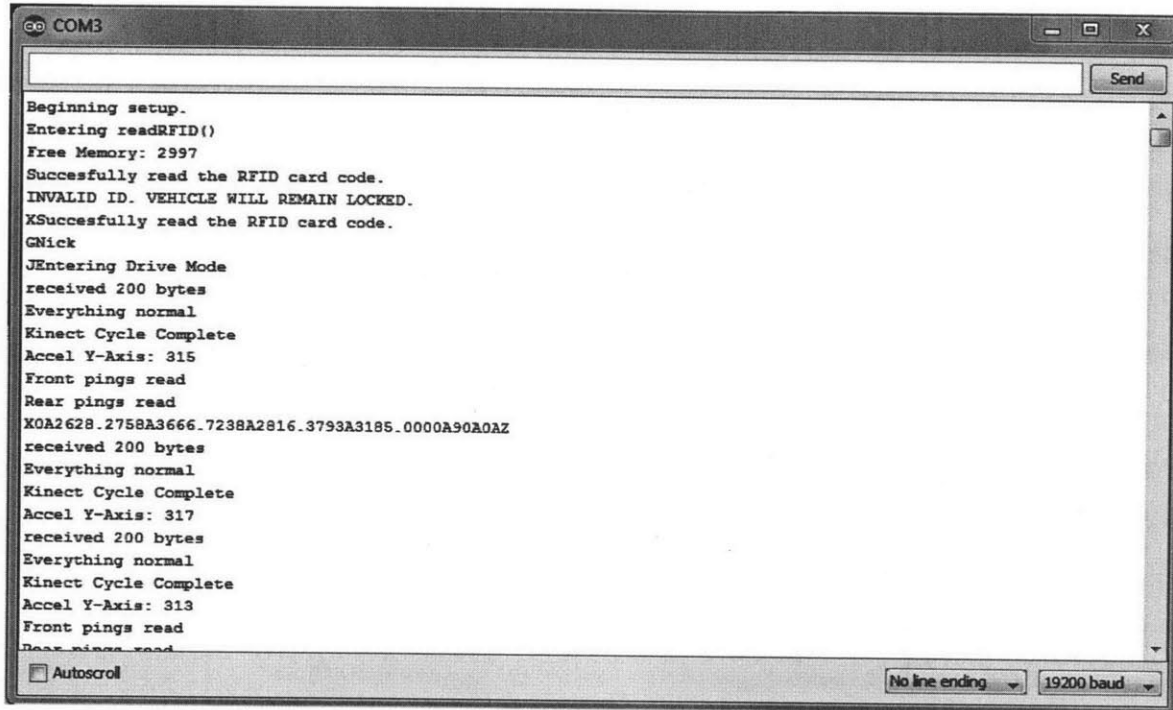 COM3
Send
Beginning setup.
Entering readRFID()
Free Memory: 2997
Succesfully read the RFID card code.
INVALID ID. VEHICLE WILL REMAIN LOCKED.
XSuccesfully read the RFID card code.
GNick
JEntering Drive Mode
received 200 bytes
Everything normal
Kinect Cycle Complete
Accel Y-Axis: 315
Front pings read
Rear pings read
X0A2628.2758A3666.7238A2816.3793A3185.0000A90A0AZ
received 200 bytes
Everything normal
Kinect Cycle Complete
Accel Y-Axis: 317
received 200 bytes
Everything normal
Kinect Cycle Complete
Accel Y-Axis: 313
Front pings read
Rear pings read
Autoscroll
No line ending
19200 baud